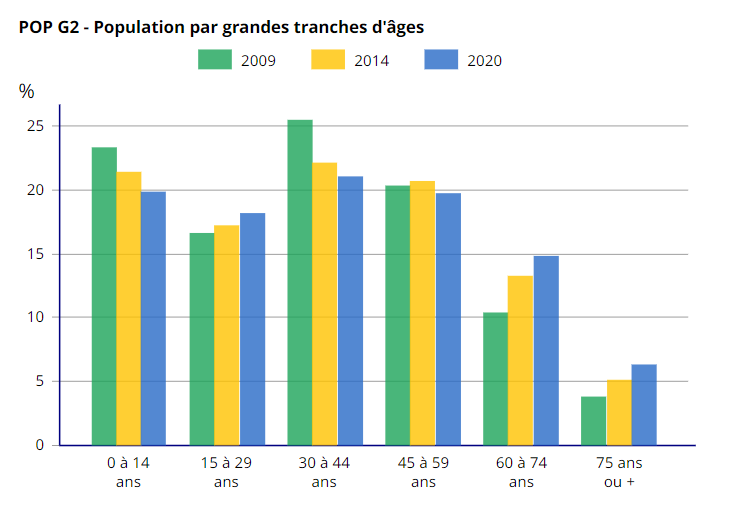 POP G2 - Population par grandes tranches d'âges
2009 2014 2020
%
25
20
15
10
5
0
0 à 14 15 à 29 30 à 44 45 à 59 60 à 74 75 ans
ans ans ans ans ans ou +